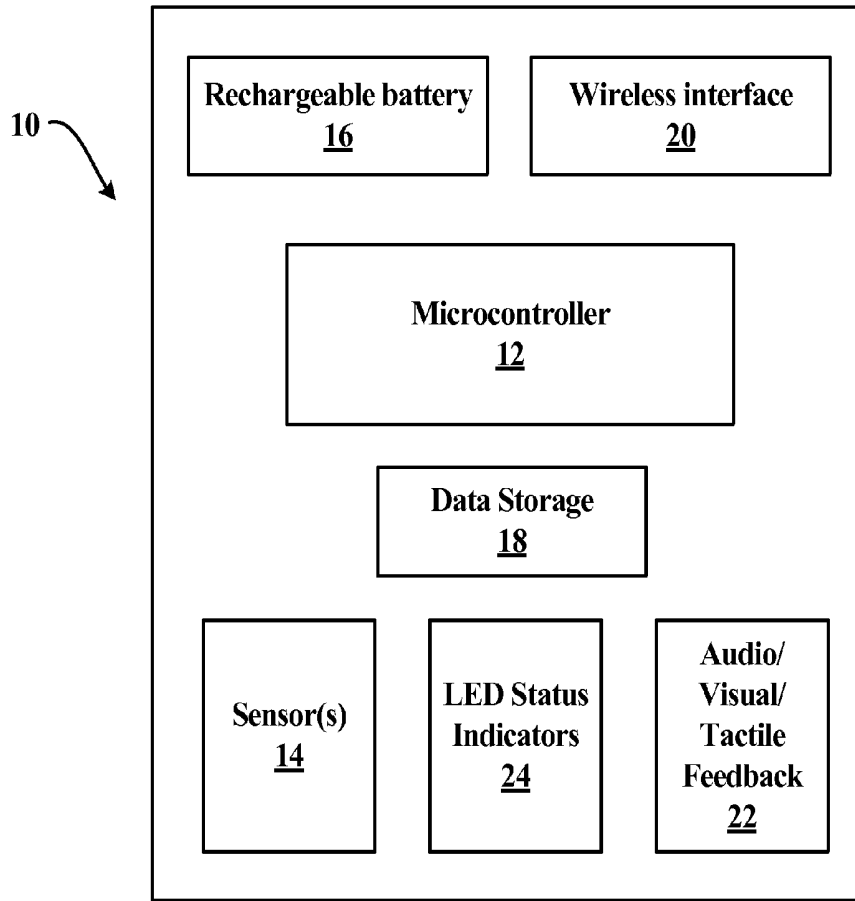 10
Rechargeable battery
16
Wireless interface
20
Microcontroller
12
Data Storage
18
Sensor(s)
14
LED Status
Indicators
24
Audio/
Visual/
Tactile
Feedback
22